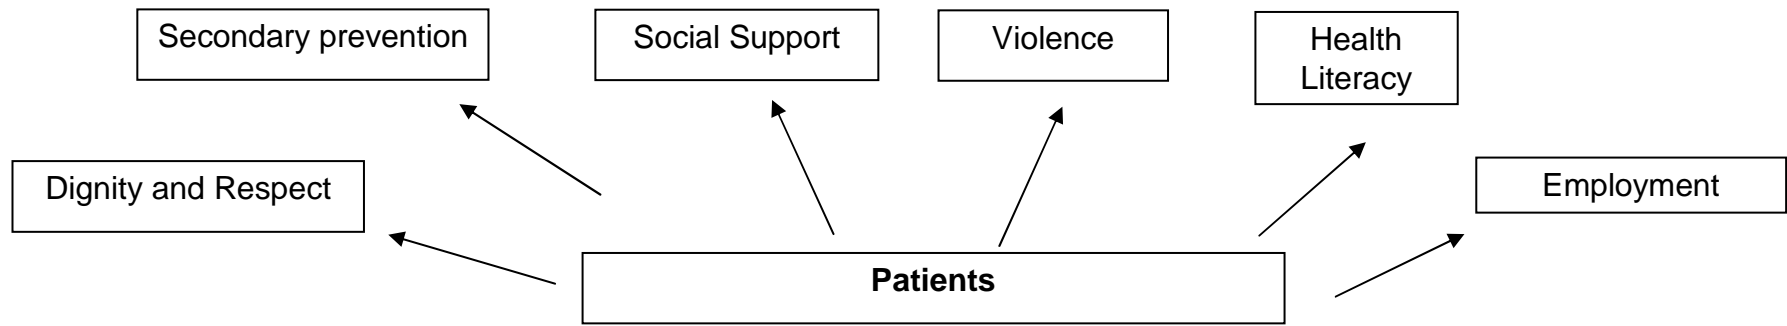 Secondary prevention
Social Support
Violence
Health
Literacy
Dignity and Respect
Employment
Patients